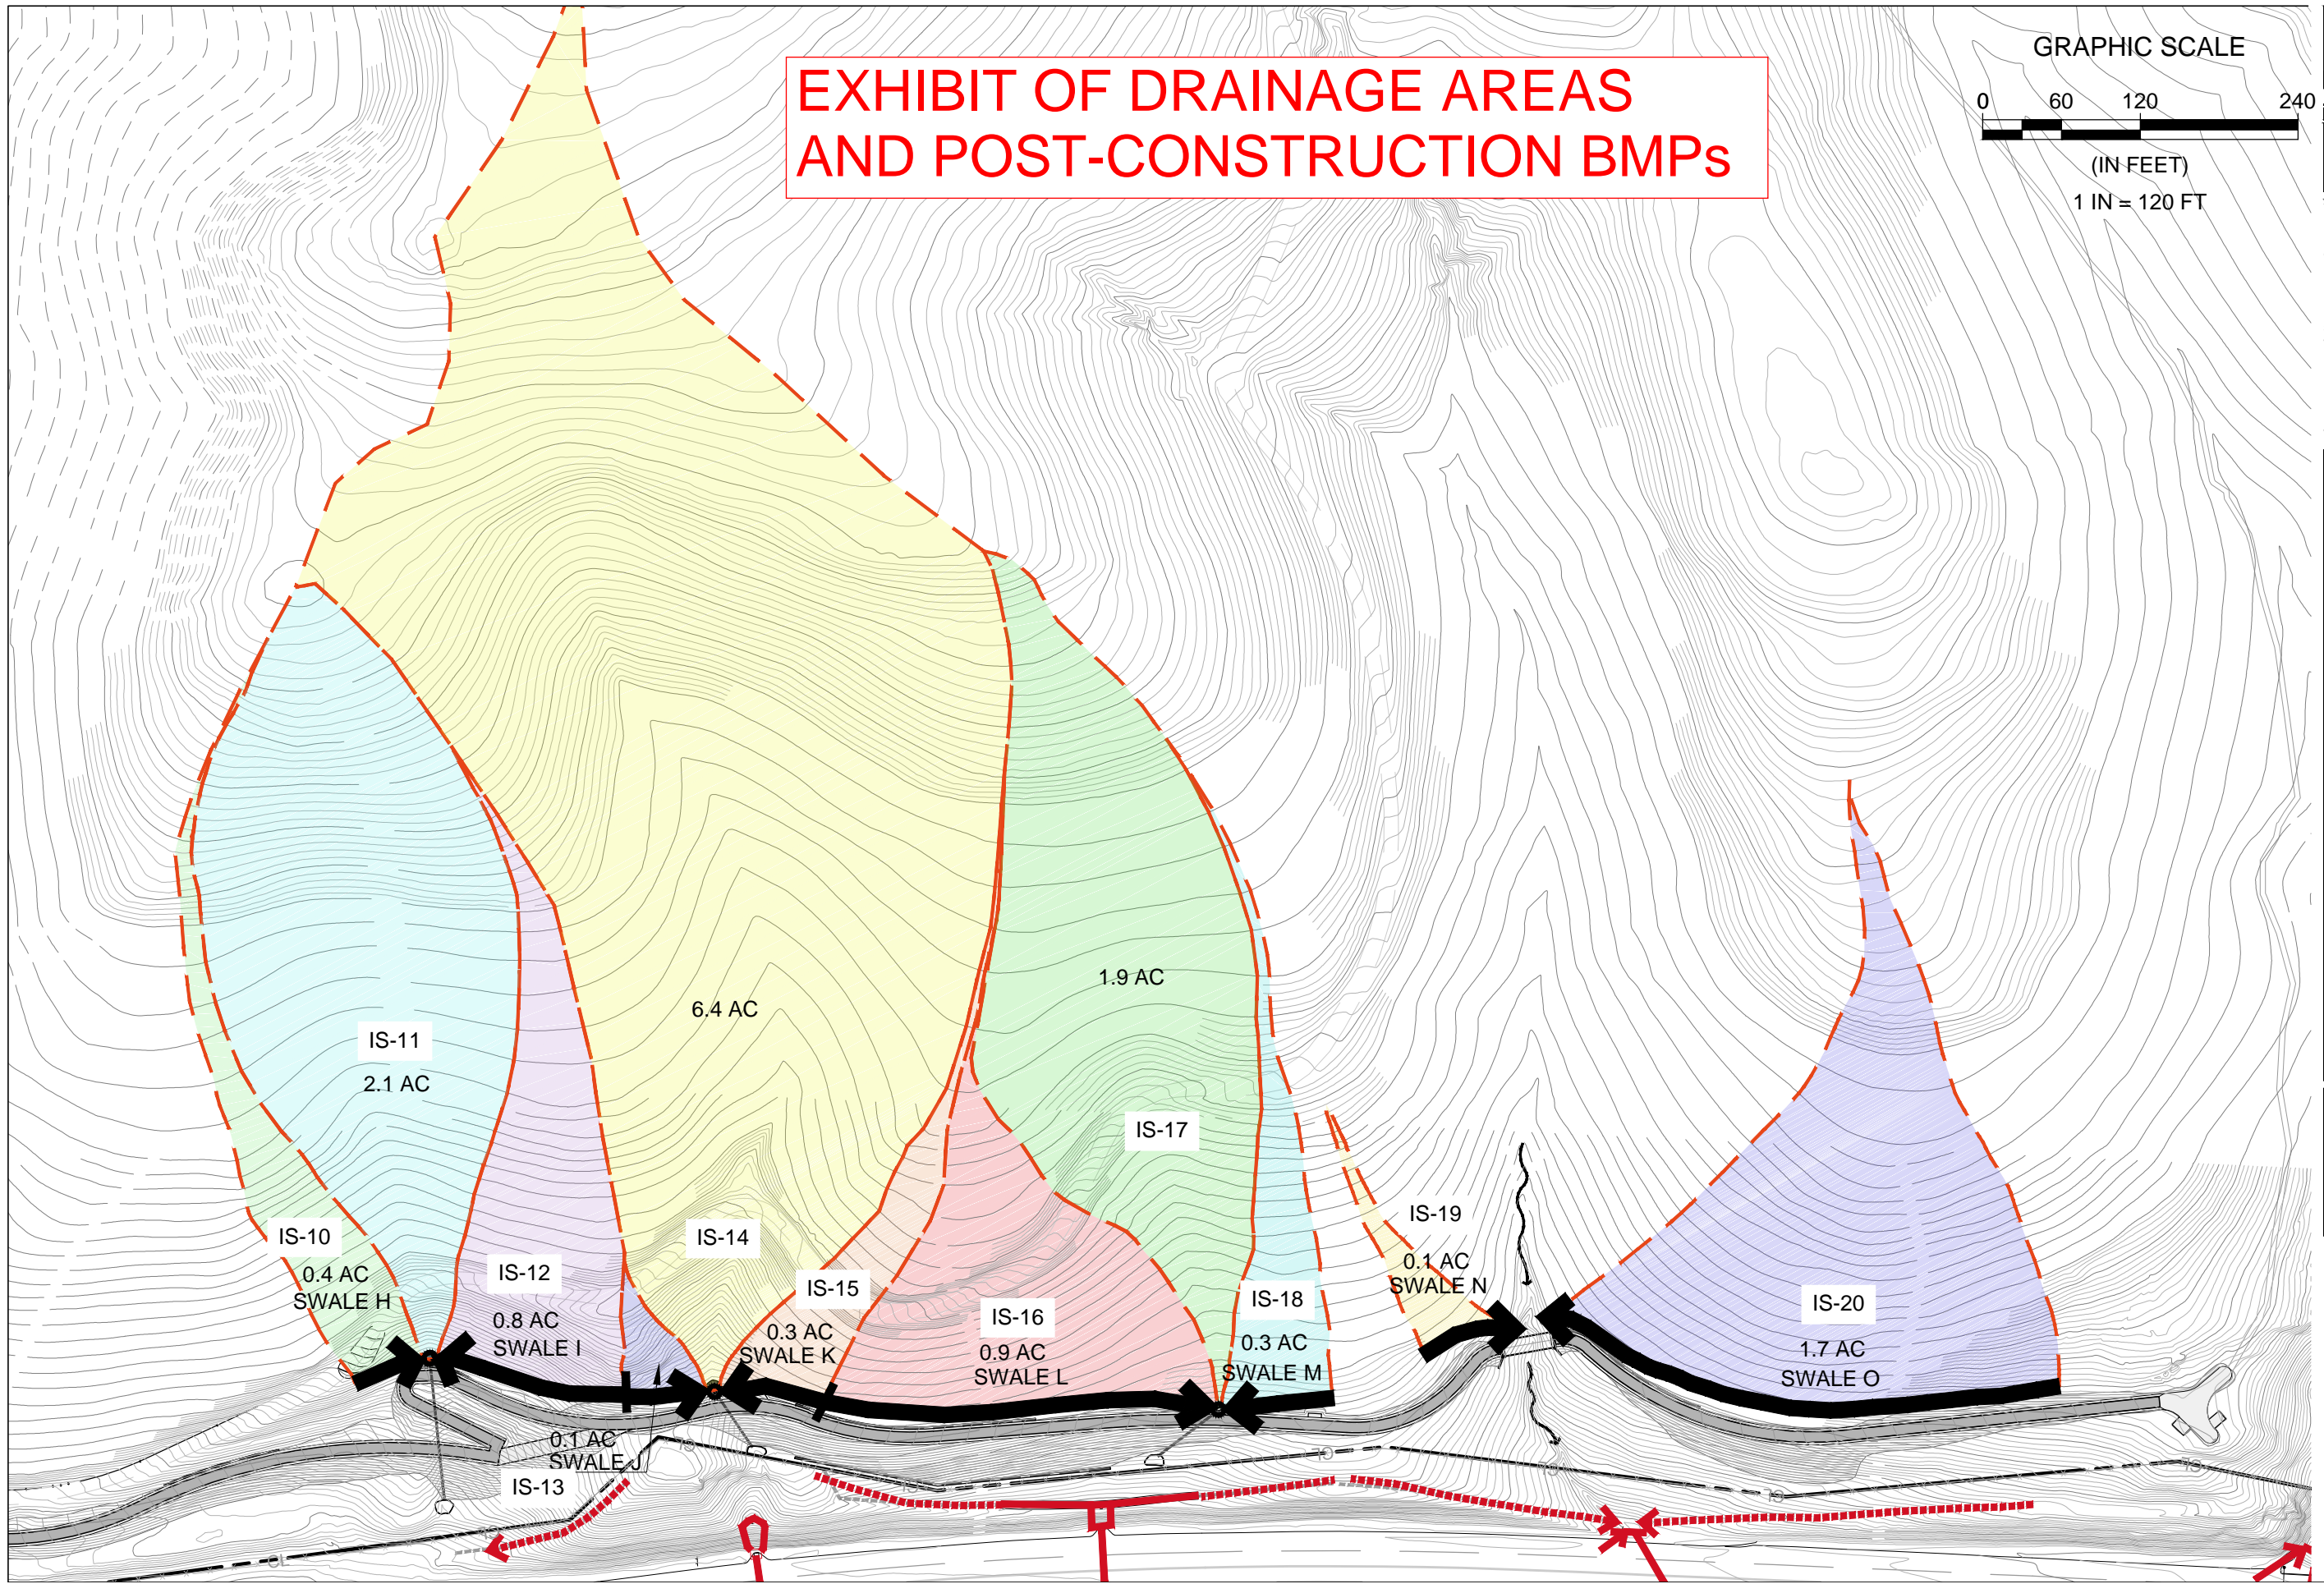 EXHIBIT OF DRAINAGE AREAS
AND POST-CONSTRUCTION BMPs
GRAPHIC SCALE
0 60 120 240
(IN FEET)
1 IN = 120 FT
1.9 AC
6.4 AC
IS-11
2.1 AC
IS-17
IS-10
0.4 AC
SWALE H
IS-12
0.8 AC
SWALE I
IS-14
IS-15
0.3 AC
SWALE K
IS-16
0.9 AC
SWALE L
IS-18
0.3 AC
SWALE M
IS-19
0.1 AC
SWALE N
IS-20
1.7 AC
SWALE O
0.1 AC
SWALE J
IS-13